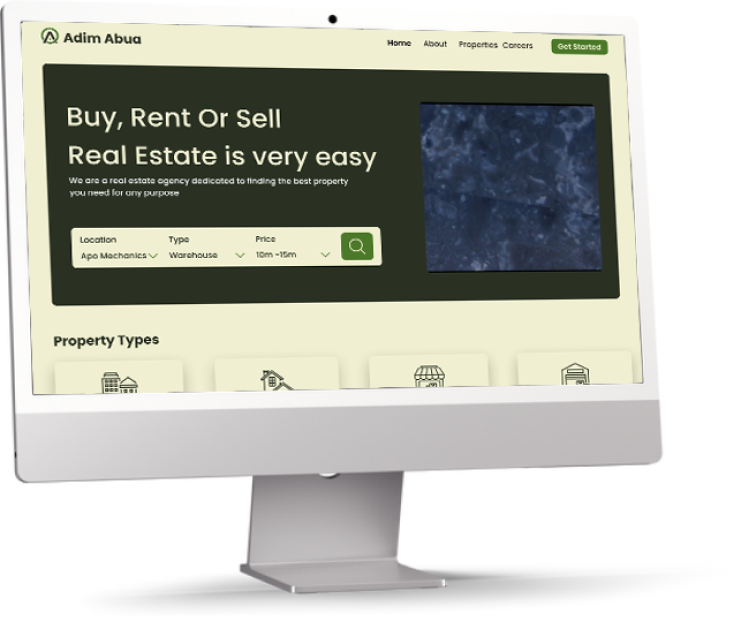 Adim Abua
Home About Properties Careers Get Started
Buy, Rent Or Sell
Real Estate is very easy
We are a real estate agency dedicated to finding the best property
you need for any purpose
Location Type Price
Apo Mechanics Warehouse 10m -15m
Property Types